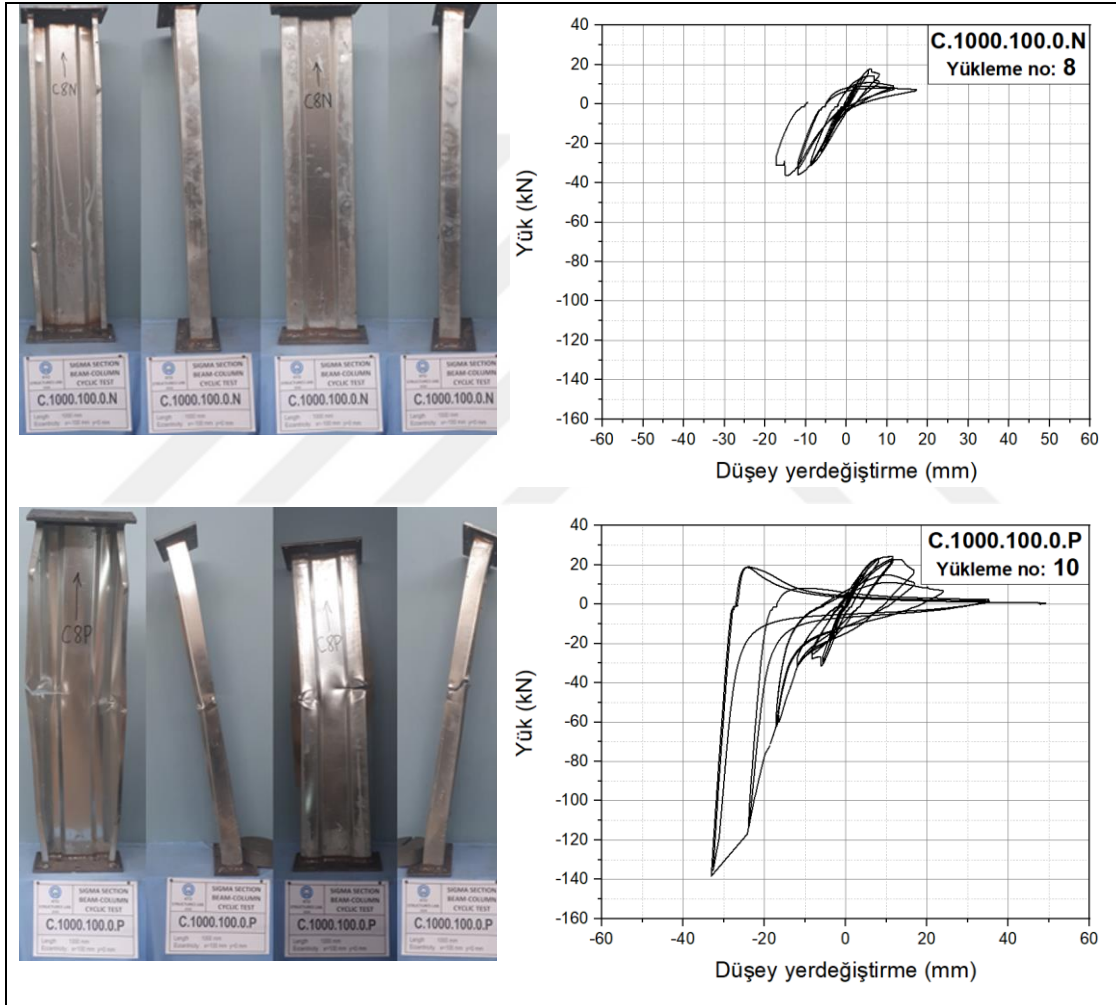 C8N
C8N
SIGMA SECTION
BEAM-COLUMN
CYCLIC TEST
C.1000.100.0.N
SIGMA SECTION
BEAM-COLUMN
CYCLIC TEST
C.1000.100.0.N
SIGMA SECTION
BEAM-COLUMN
CYCLIC TEST
C.1000.100.0.N
SIGMA SECTION
BEAM-COLUMN
CYCLIC TEST
C.1000.100.0.N
C.1000.100.0.N
Yükleme no: 8
Yük (kN)
40
20
0
-20
-40
-60
-80
-100
-120
-140
-160
-60 -50 -40 -30 -20 -10 0 10 20 30 40 50 60
Düşey yerdeğiştirme (mm)
C8P
C8P
SIGMA SECTION
BEAM-COLUMN
CYCLIC TEST
C.1000.100.0.P
SIGMA SECTION
BEAM-COLUMN
CYCLIC TEST
C.1000.100.0.P
SIGMA SECTION
BEAM-COLUMN
CYCLIC TEST
C.1000.100.0.P
SIGMA SECTION
BEAM-COLUMN
CYCLIC TEST
C.1000.100.0.P
C.1000.100.0.P
Yükleme no: 10
Yük (kN)
40
20
0
-20
-40
-60
-80
-100
-120
-140
-160
-60 -40 -20 0 20 40 60
Düşey yerdeğiştirme (mm)